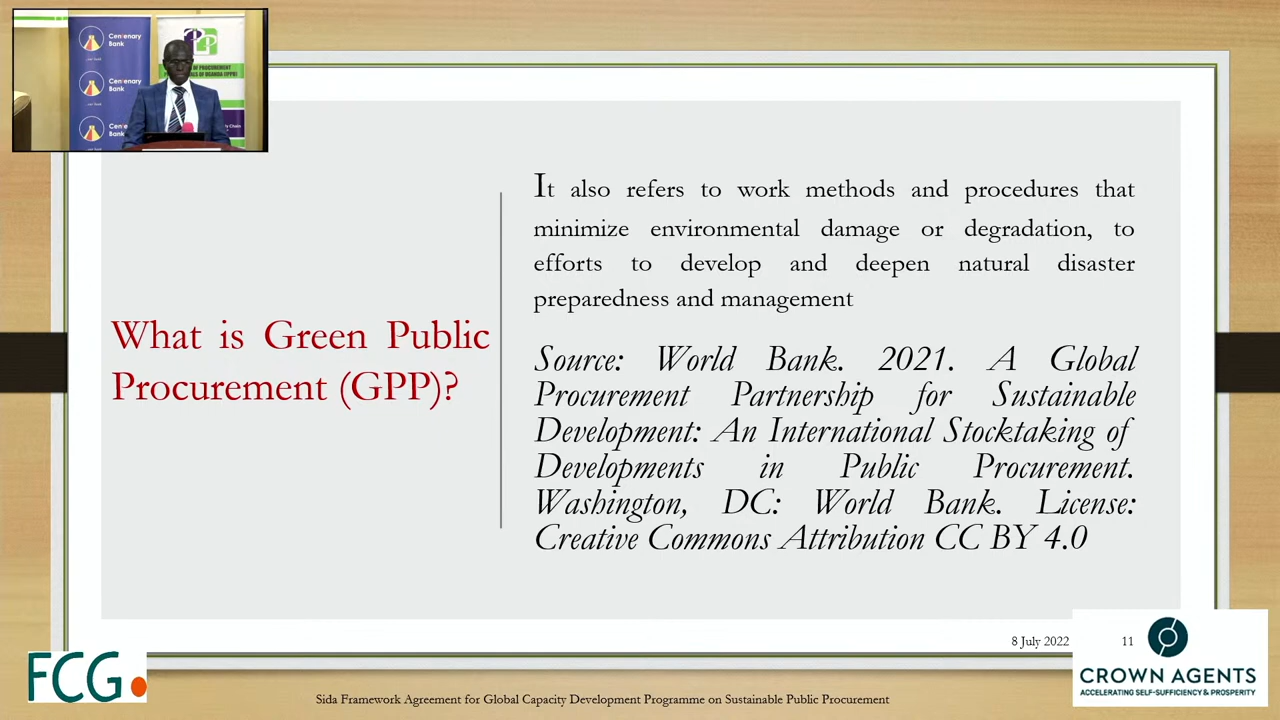 Centenary
Bank
Centenary
Bank
Bank
What is Green Public
Procurement (GPP)?
It also refers to work methods and procedures that
minimize environmental damage or degradation, to
efforts to develop and deepen natural disaster
preparedness and management
Source: World Bank. 2021. A Global
Procurement Partnership for Sustainable
Development: An International Stocktaking of
Developments in Public Procurement.
Washington, DC: World Bank. License:
Creative Commons Attribution CC BY 4.0
8 July 2022
11
FCG.
CROWN AGENTS
ACCELERATING SELF-SUFFICIENCY & PROSPERITY
Sida Framework Agreement for Global Capacity Development Programme on Sustainable Public Procurement